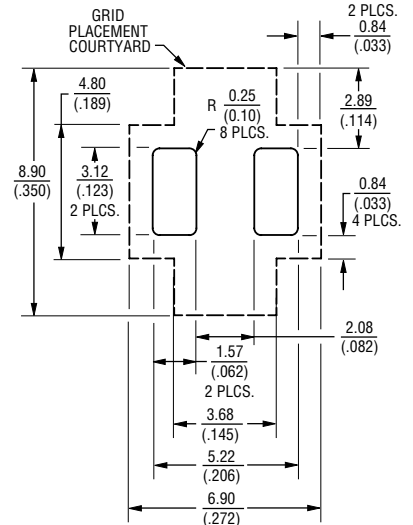 GRID
PLACEMENT
COURTYARD
2 PLCS.
0.84
(.033)
4.80
(.189)
R 0.25
(0.10)
8 PLCS.
2.89
(.114)
8.90
(.350)
3.12
(.123)
2 PLCS.
0.84
(.033)
4 PLCS.
2.08
(.082)
1.57
(.062)
2 PLCS.
3.68
(.145)
5.22
(.206)
6.90
(.272)